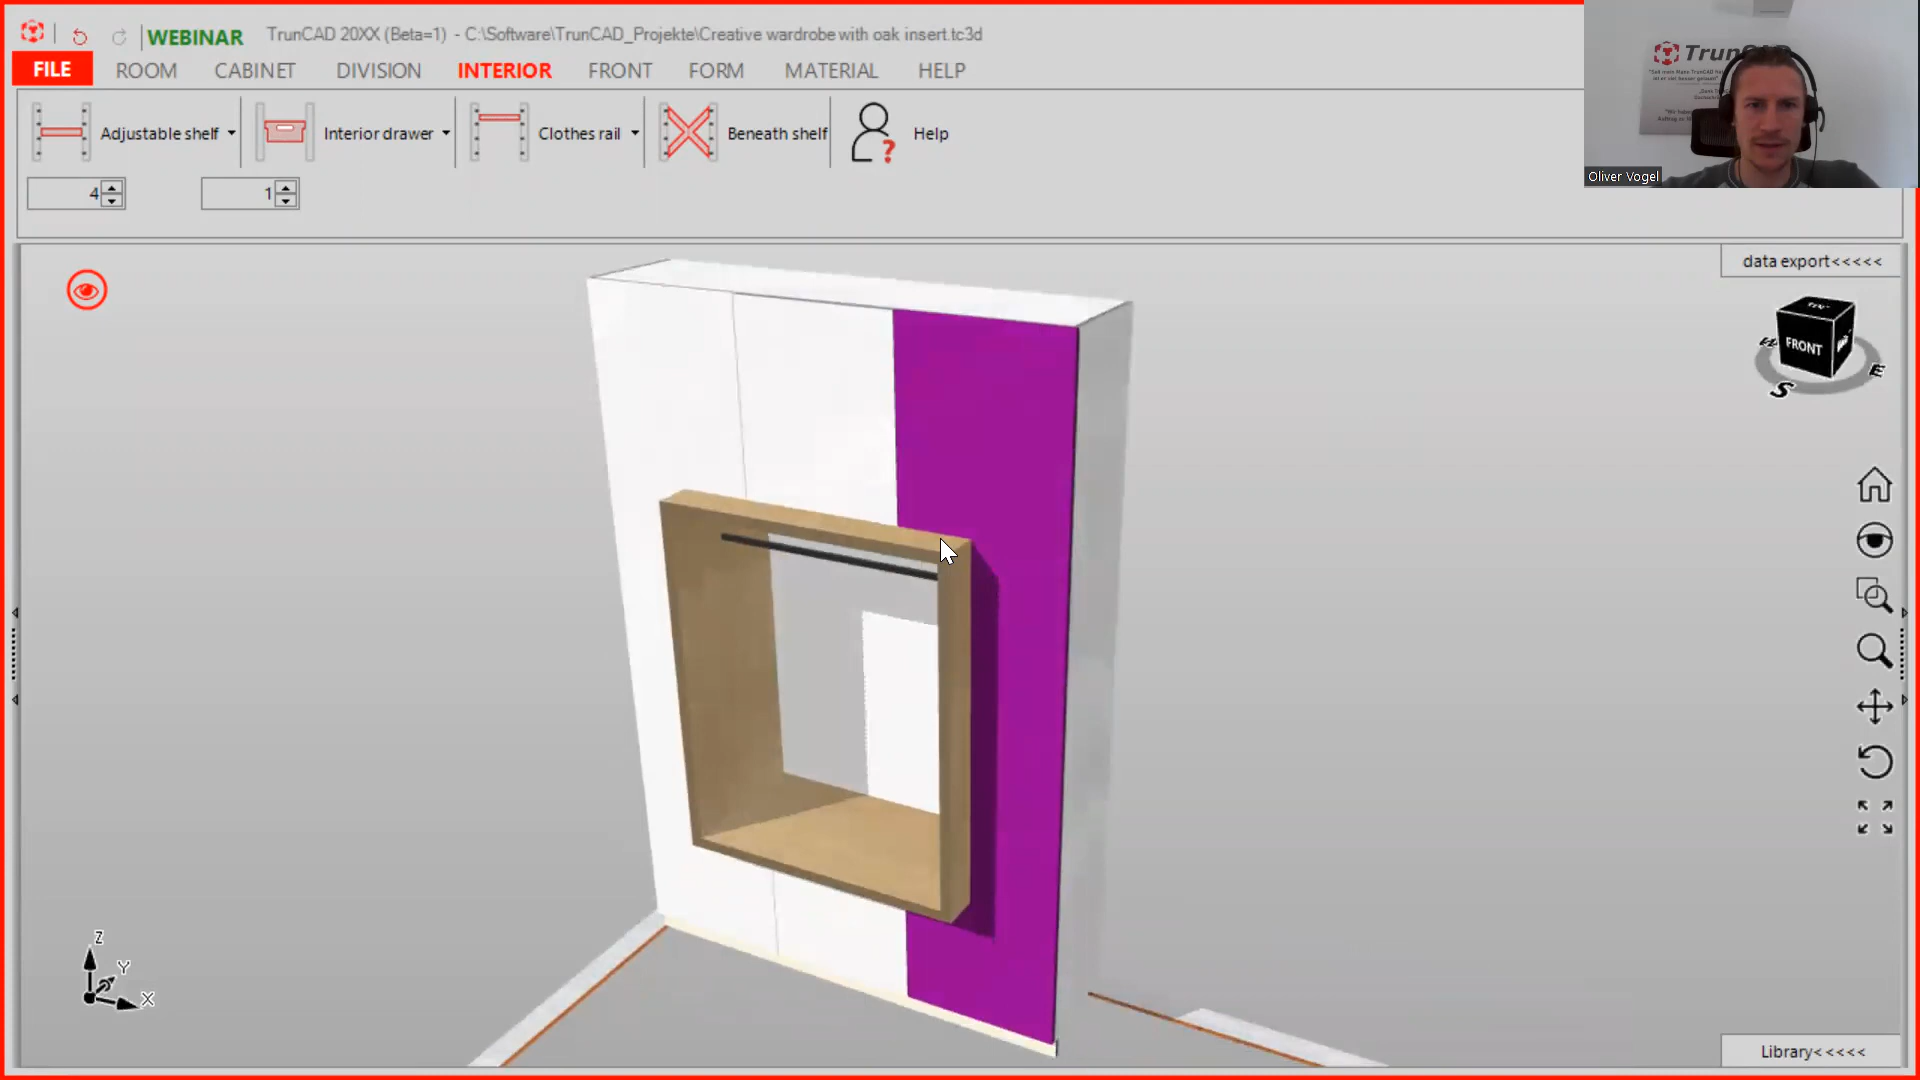 WEBINAR TrunCAD 20XX (Beta=1) - C:\Software\TrunCAD_Projekte\Creative wardrobe with oak insert.tc3d
FILE ROOM CABINET DIVISION INTERIOR FRONT FORM MATERIAL HELP
Adjustable shelf Interior drawer Clothes rail Beneath shelf Help
4 1
Oliver Vogel
data export<<<<<
FRONT
S E
Z
Y
X
Library<<<<<